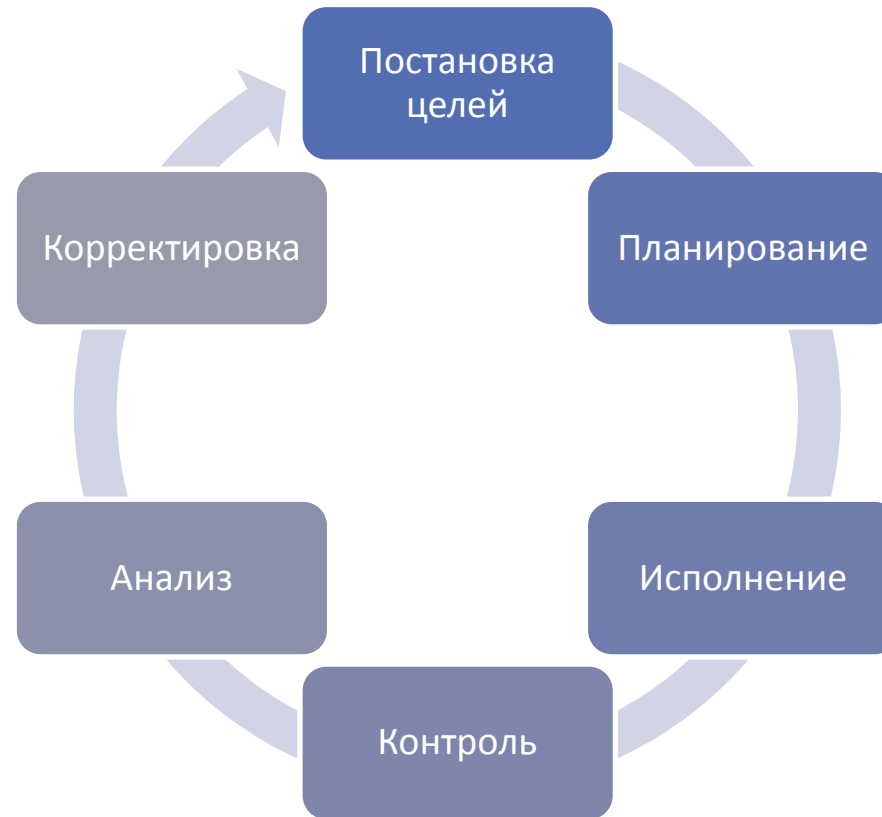 Постановка
целей
Планирование
Исполнение
Контроль
Анализ
Корректировка